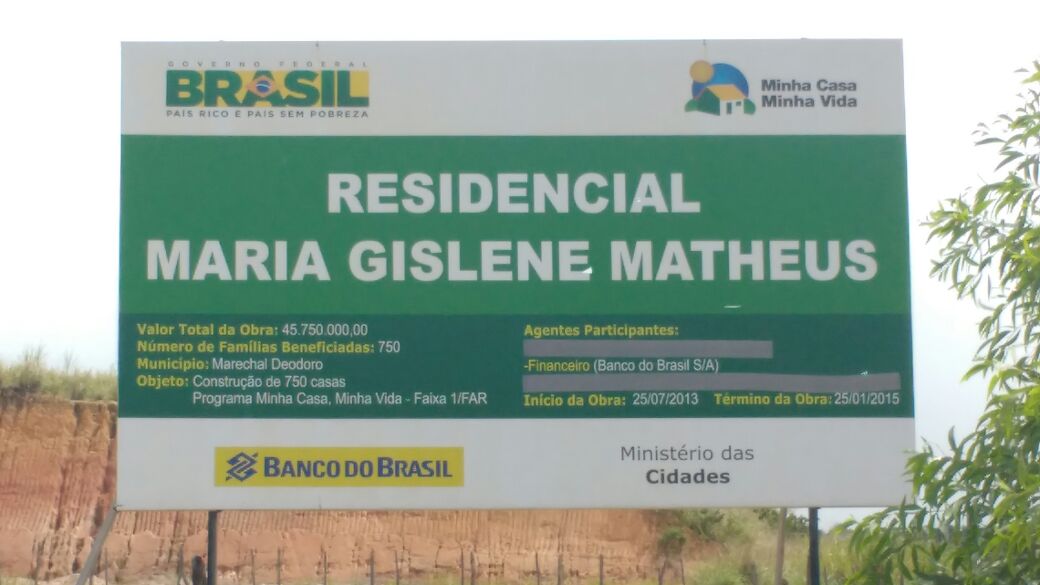 GOVERNO FEDERAL
BRASIL
PAÍS RICO É PAÍS SEM POBREZA
Minha Casa
Minha Vida
RESIDENCIAL
MARIA GISLENE MATHEUS
Valor Total da Obra: 45.750.000,00
Número de Famílias Beneficiadas: 750
Município: Marechal Deodoro
Objeto: Construção de 750 casas
Programa Minha Casa, Minha Vida - Faixa 1/FAR
Agentes Participantes:
-Financeiro (Banco do Brasil S/A)
Início da Obra: 25/07/2013 Término da Obra: 25/01/2015
BANCO DO BRASIL
Ministério das
Cidades